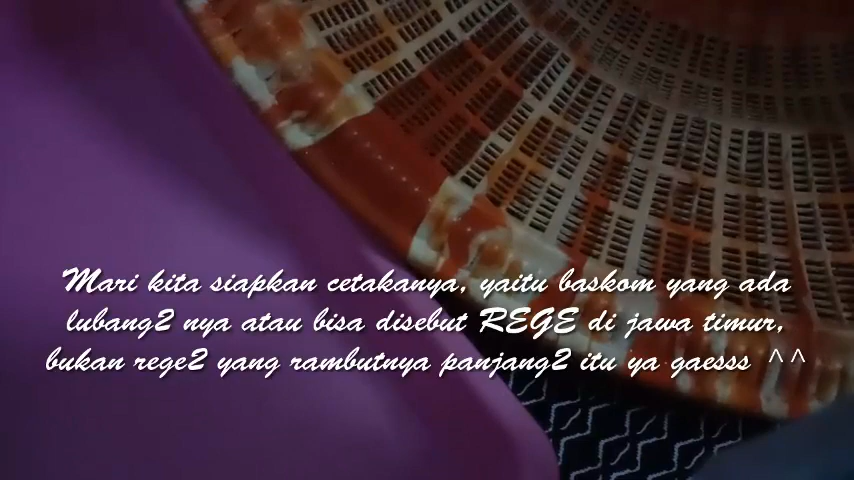 Mari kita siapkan cetakanya, yaitu baskom yang ada
lubang2 nya atau bisa disebut REGE di jawa timur,
bukan rege2 yang rambutnya panjang2 itu ya gaesss ^^